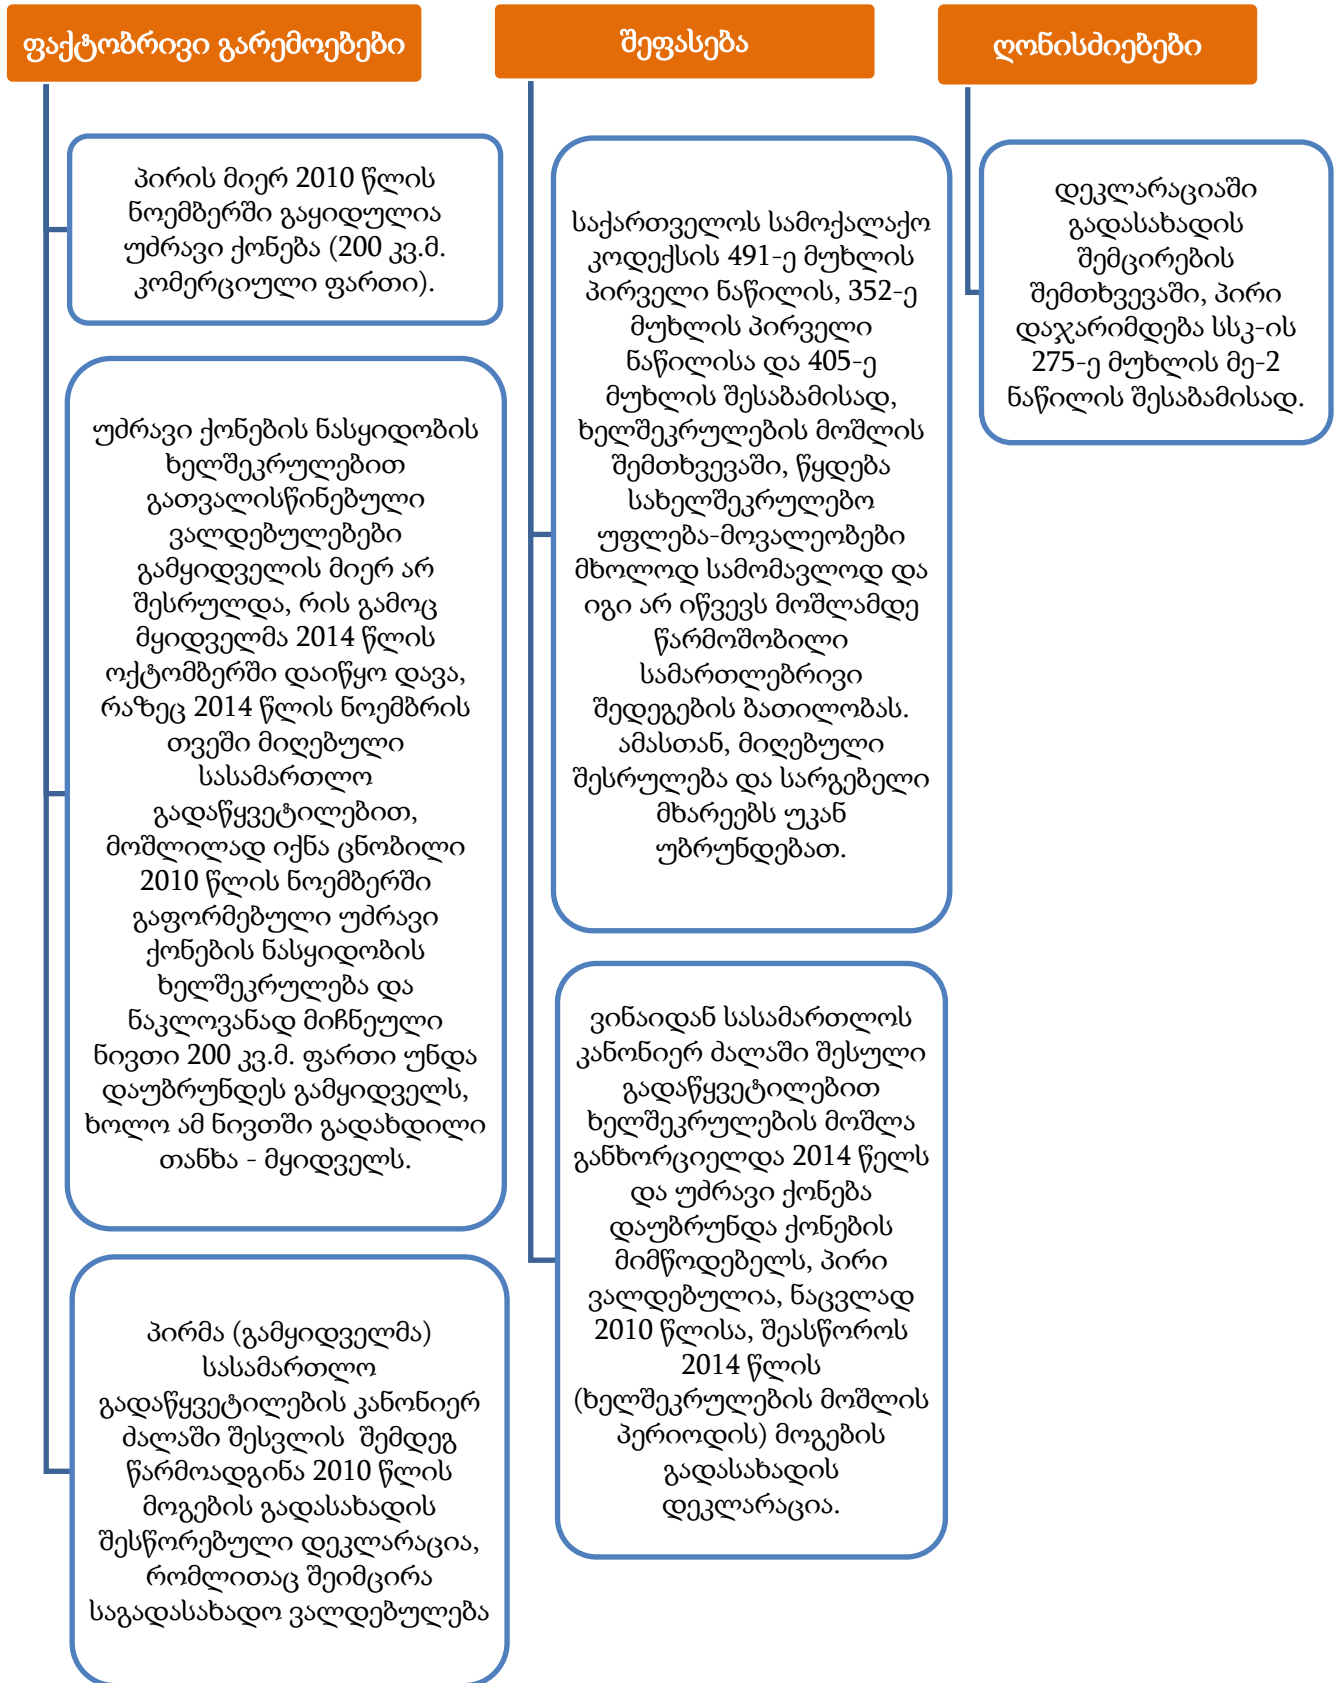 ფაქტობრივი გარემოებები
პირის მიერ 2010 წლის
ნოემბერში გაყიდულია
უძრავი ქონება (200 კვ.მ.
კომერციული ფართი).
უძრავი ქონების ნასყიდობის
ხელშეკრულებით
გათვალისწინებული
ვალდებულებები
გამყიდველის მიერ არ
შესრულდა, რის გამოც
მყიდველმა 2014 წლის
ოქტომბერში დაიწყო დავა,
რაზეც 2014 წლის ნოემბრის
თვეში მიღებული
სასამართლო
გადაწყვეტილებით,
მოშლილად იქნა ცნობილი
2010 წლის ნოემბერში
გაფორმებული უძრავი
ქონების ნასყიდობის
ხელშეკრულება და
ნაკლოვანად მიჩნეული
ნივთი 200 კვ.მ. ფართი უნდა
დაუბრუნდეს გამყიდველს,
ხოლო ამ ნივთში გადახდილი
თანხა - მყიდველს.
პირმა (გამყიდველმა)
სასამართლო
გადაწყვეტილების კანონიერ
ძალაში შესვლის შემდეგ
წარმოადგინა 2010 წლის
მოგების გადასახადის
შესწორებული დეკლარაცია,
რომლითაც შეიმცირა
საგადასახადო ვალდებულება
შეფასება
საქართველოს სამოქალაქო
კოდექსის 491-ე მუხლის
პირველი ნაწილის, 352-ე
მუხლის პირველი
ნაწილისა და 405-ე
მუხლის შესაბამისად,
ხელშეკრულების მოშლის
შემთხვევაში, წყდება
სახელშეკრულებო
უფლება-მოვალეობები
მხოლოდ სამომავლოდ და
იგი არ იწვევს მოშლამდე
წარმოშობილი
სამართლებრივი
შედეგების ბათილობას.
ამასთან, მიღებული
შესრულება და სარგებელი
მხარეებს უკან
უბრუნდებათ.
ვინაიდან სასამართლოს
კანონიერ ძალაში შესული
გადაწყვეტილებით
ხელშეკრულების მოშლა
განხორციელდა 2014 წელს
და უძრავი ქონება
დაუბრუნდა ქონების
მიმწოდებელს, პირი
ვალდებულია, ნაცვლად
2010 წლისა, შეასწოროს
2014 წლის
(ხელშეკრულების მოშლის
პერიოდის) მოგების
გადასახადის
დეკლარაცია.
ღონისძიებები
დეკლარაციაში
გადასახადის
შემცირების
შემთხვევაში, პირი
დაჯარიმდება სსკ-ის
275-ე მუხლის მე-2
ნაწილის შესაბამისად.